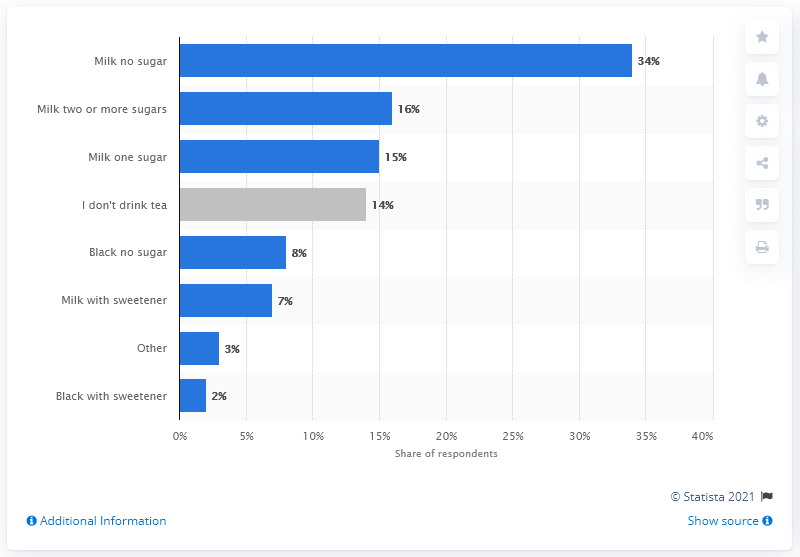 Milk no sugar 34%
Milk two or more sugars 16%
Milk one sugar 15%
I don't drink tea 14%
Black no sugar 8%
Milk with sweetener 7%
Other 3%
Black with sweetener 2%
0% 5% 10% 15% 20% 25% 30% 35% 40%
Share of respondents
© Statista 2021
Additional Information Show source